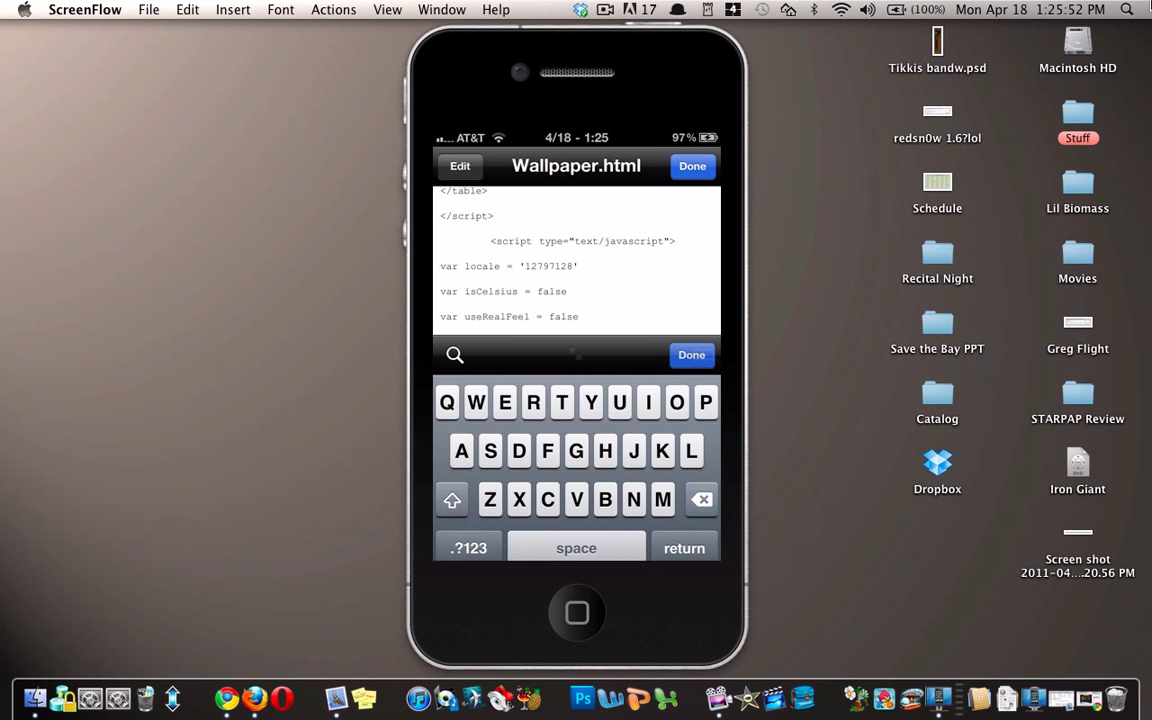 ScreenFlow File Edit Insert Font Actions View Window Help 17 4 (100%) Mon Apr 18 1:25:52 PM
AT&T 4/18 - 1:25 97%
Edit Wallpaper.html Done
</table>
</script>
<script type="text/javascript">
var locale = '12797128'
var isCelsius = false
var useRealFeel = false
Done
Q W E R T Y U I O P
A S D F G H J K L
Z X C V B N M
.?123 space return
Tikkis bandw.psd Macintosh HD
redsn0w 1.6?lol Stuff
Schedule Lil Biomass
Recital Night Movies
Save the Bay PPT Greg Flight
Catalog STARPAP Review
Dropbox Iron Giant
Screen shot
2011-04....20.56 PM
Ps